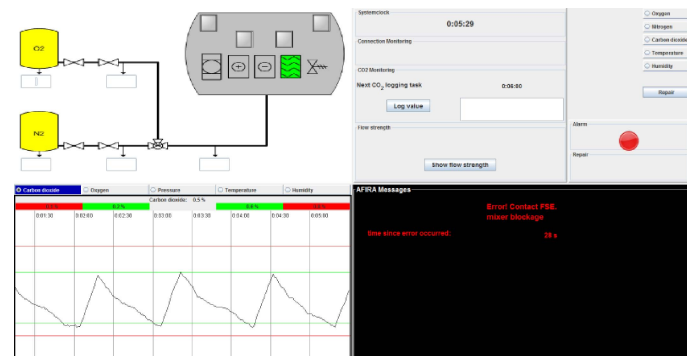 O2
N2
Systemclock
0:05:29
Connection Monitoring
CO2 Monitoring
Next CO2 logging task
0:06:00
Log value
Flow strength
Show flow strength
Oxygen
Nitrogen
Carbon dioxide
Temperature
Humidity
Repair
Alarm
Repair
Carbon dioxide
Oxygen
Pressure
Temperature
Humidity
Carbon dioxide: 0.5 %
0.2 %
0:01:30
0:02:00
0:02:30
0:03:00
0:03:30
0:04:00
0:04:30
0:05:00
AFIRA Messages
Error! Contact PSB.
mixer blockage
time since error occurred:
28 s